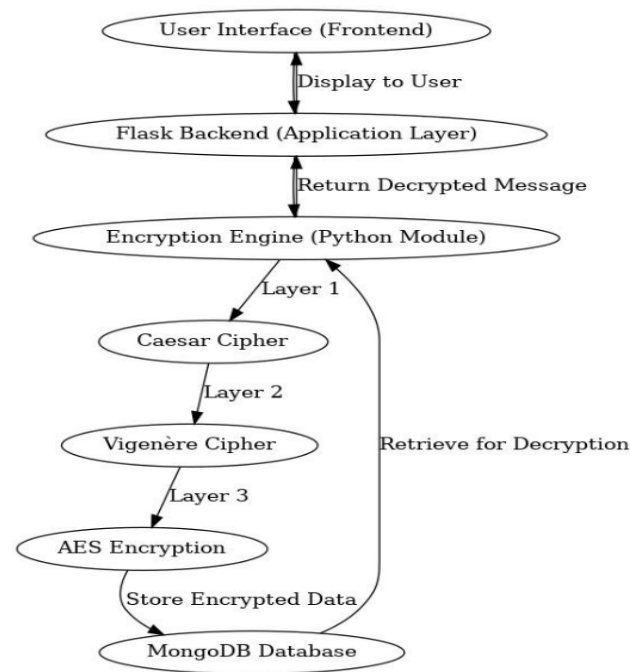 User Interface (Frontend)
Display to User
Flask Backend (Application Layer)
Return Decrypted Message
Encryption Engine (Python Module)
Layer 1
Caesar Cipher
Layer 2
Vigenère Cipher
Retrieve for Decryption
Layer 3
AES Encryption
Store Encrypted Data
MongoDB Database